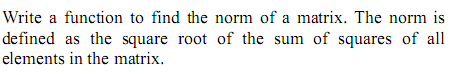 Write a function to find the norm of a matrix. The norm is
defined as the square root of the sum of squares of all
elements in the matrix.